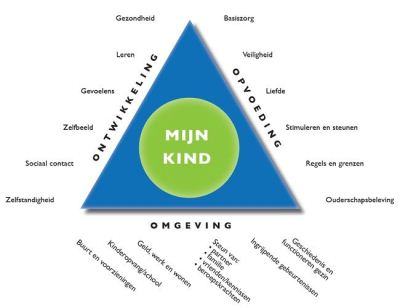 Gezondheid
Basiszorg
Leren
Veiligheid
Gevoelens
Liefde
Zelfbeeld
Stimuleren en steunen
Sociaal contact
Regels en grenzen
Zelfstandigheid
Ouderschapsbeleving
ONTWIKKELING
OPVOEDING
MIJN
KIND
OMGEVING
Buurt en voorzieningen
Kinderopvang/school
Geld, werk en wonen
Steun van:
• partner
• familie
• vrienden/kennissen
• beroepskrachten
Ingrijpende gebeurtenissen
Geschiedenis en
functioneren gezin